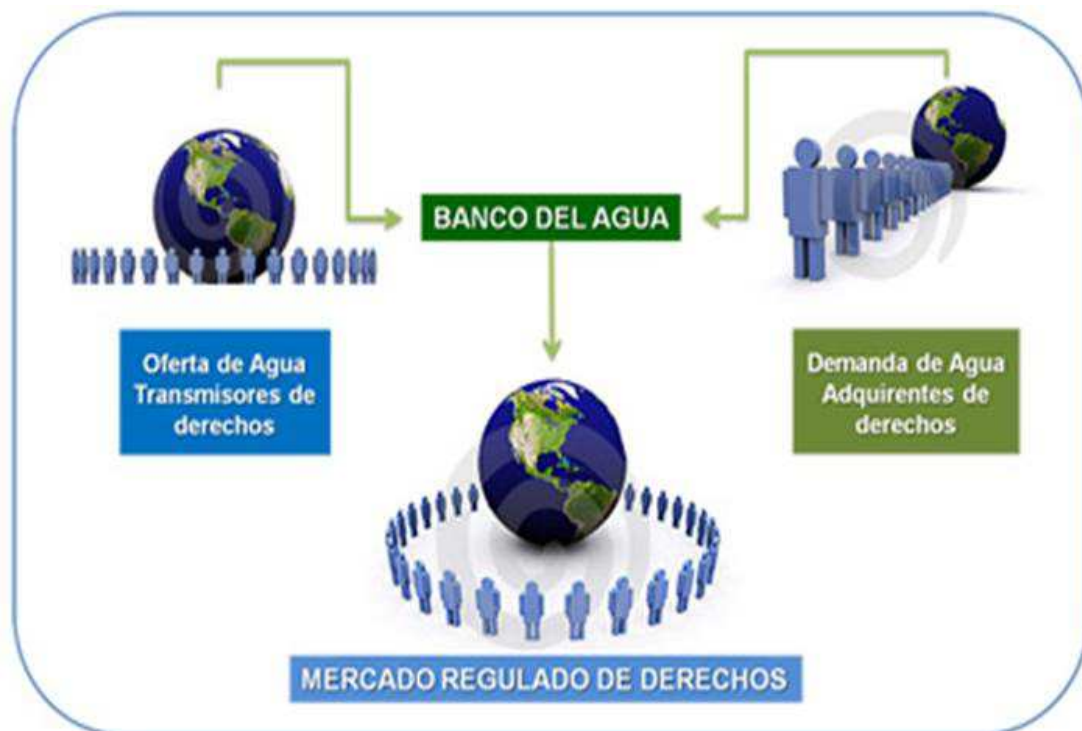 BANCO DEL AGUA
Oferta de Agua
Transmisores de
derechos
Demanda de Agua
Adquirentes de
derechos
MERCADO REGULADO DE DERECHOS